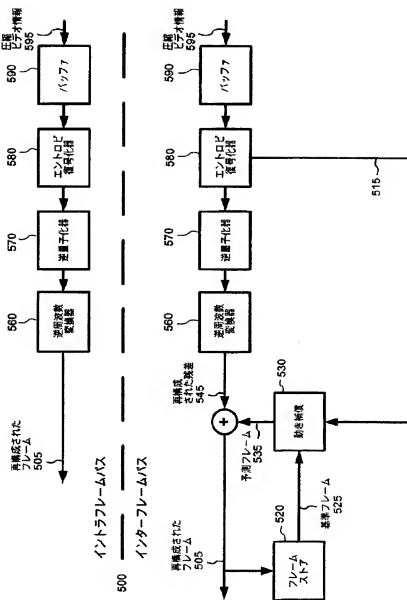 圧縮
ビデオ情報
595
590
バッファ
580
エントロピ
復号化器
570
逆量子化器
560
逆周波数
変換器
再構成された
フレーム
505
イントラフレームパス
500
インターフレームパス
圧縮
ビデオ情報
595
590
バッファ
580
エントロピ
復号化器
515
570
逆量子化器
560
逆周波数
変換器
再構成
された残差
545
+
530
動き補償
予測フレーム
535
再構成された
フレーム
505
520
フレーム
ストア
基準フレーム
525